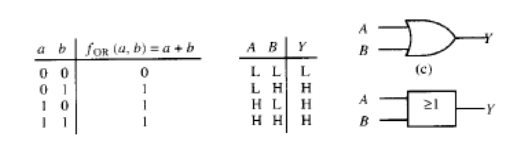 a b f_OR (a, b) = a + b
0 0 0
0 1 1
1 0 1
1 1 1
A B Y
L L L
L H H
H L H
H H H
A
B
Y
(c)
A
B
≥1
Y